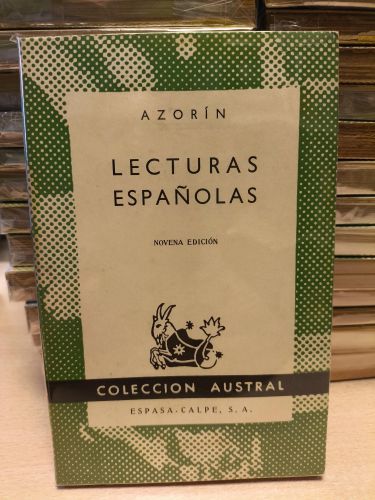 AZORÍN
LECTURAS
ESPAÑOLAS
NOVENA EDICIÓN
COLECCION AUSTRAL
ESPASA-CALPE, S. A.